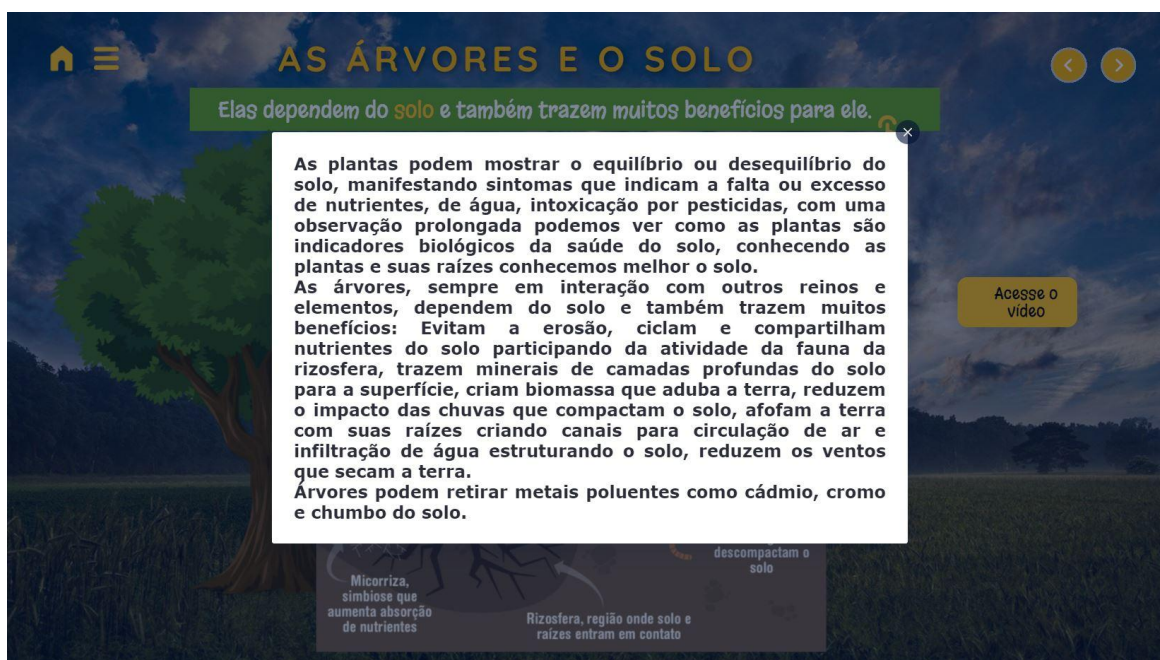 AS ÁRVORES E O SOLO
Elas dependem do solo e também trazem muitos benefícios para ele.
As plantas podem mostrar o equilíbrio ou desequilíbrio do
solo, manifestando sintomas que indicam a falta ou excesso
de nutrientes, de água, intoxicação por pesticidas, com uma
observação prolongada podemos ver como as plantas são
indicadores biológicos da saúde do solo, conhecendo as
plantas e suas raízes conhecemos melhor o solo.
As árvores, sempre em interação com outros reinos e
elementos, dependem do solo e também trazem muitos
benefícios: Evitam a erosão, ciclam e compartilham
nutrientes do solo participando da atividade da fauna da
rizosfera, trazem minerais de camadas profundas do solo
para a superfície, criam biomassa que aduba a terra, reduzem
o impacto das chuvas que compactam o solo, afofam a terra
com suas raízes criando canais para circulação de ar e
infiltração de água estruturando o solo, reduzem os ventos
que secam a terra.
Árvores podem retirar metais poluentes como cádmio, cromo
e chumbo do solo.
Acesse o
vídeo
descompactam o
solo
Micorriza,
simbiose que
aumenta absorção
de nutrientes
Rizosfera, região onde solo e
raízes entram em contato